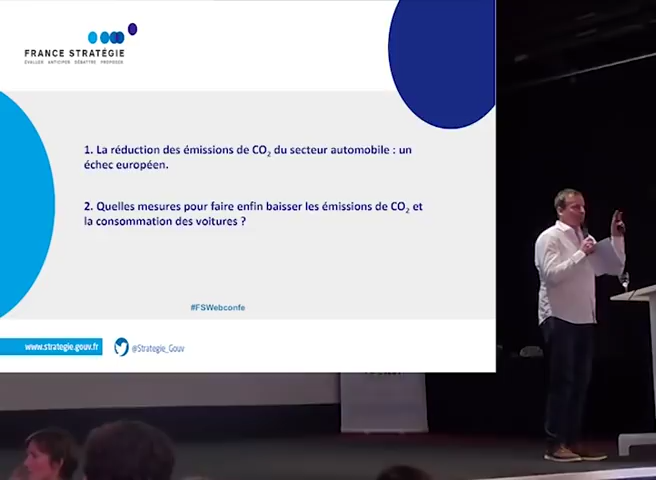 FRANCE STRATÉGIE
ÉVALUER ANTICIPER DÉBATTRE PROPOSER
1. La réduction des émissions de CO₂ du secteur automobile : un
échec européen.
2. Quelles mesures pour faire enfin baisser les émissions de CO₂ et
la consommation des voitures ?
#FSWebconfe
www.strategie.gouv.fr
@Strategie_Gouv